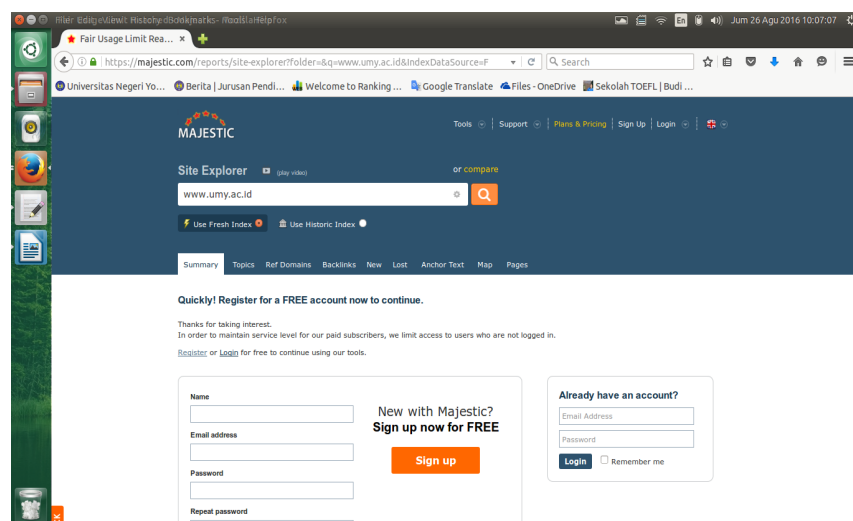 En
Jum 26 Agu 2016 10:07:07
Fair Usage Limit Rea...
https://majestic.com/reports/site-explorer?folder=&q=www.umy.ac.id&IndexDataSource=F
Search
Universitas Negeri Yo...
Berita | Jurusan Pendi...
Welcome to Ranking ...
Google Translate
Files - OneDrive
Sekolah TOEFL | Budi ...
MAJESTIC
Tools
Support
Plans & Pricing
Sign Up
Login
Site Explorer
(play video)
or compare
www.umy.ac.id
Use Fresh Index
Use Historic Index
Summary
Topics
Ref Domains
Backlinks
New
Lost
Anchor Text
Map
Pages
Quickly! Register for a FREE account now to continue.
Thanks for taking interest.
In order to maintain service level for our paid subscribers, we limit access to users who are not logged in.
Register or Login for free to continue using our tools.
Name
Email address
Password
Repeat password
New with Majestic?
Sign up now for FREE
Sign up
Already have an account?
Email Address
Password
Login
Remember me